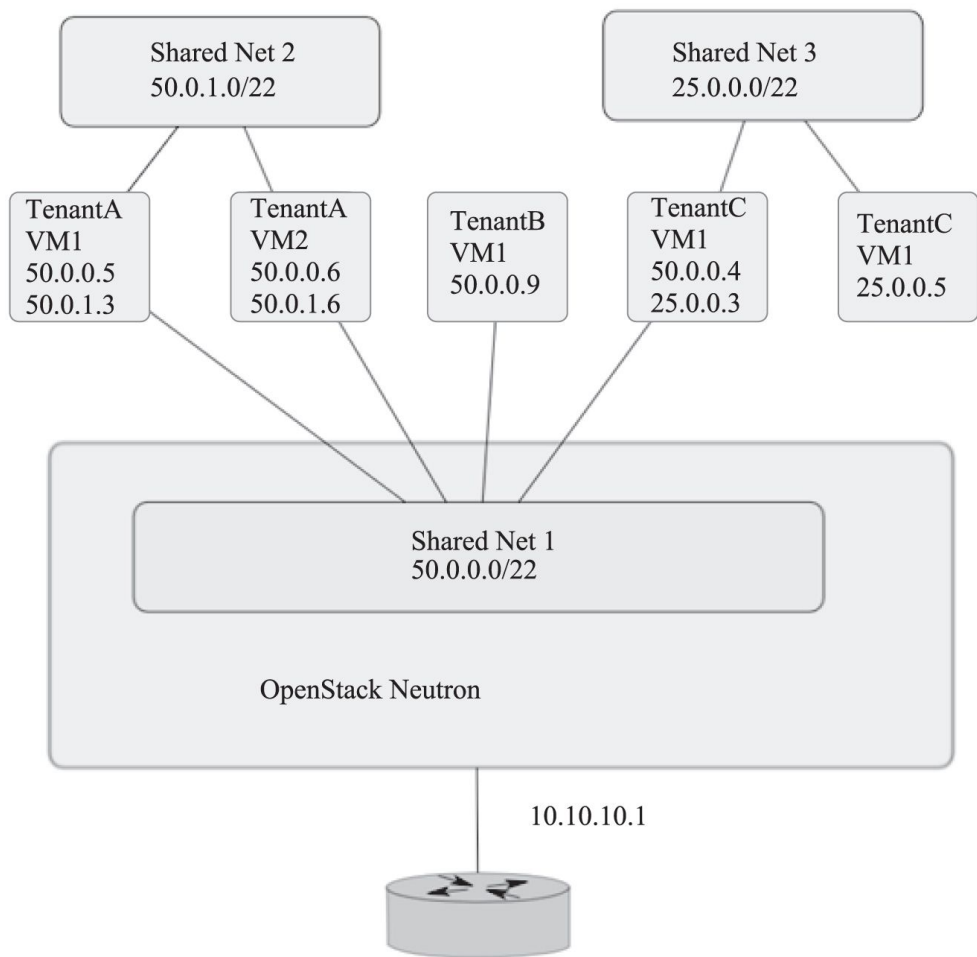 Shared Net 2
50.0.1.0/22
Shared Net 3
25.0.0.0/22
TenantA
VM1
50.0.0.5
50.0.1.3
TenantA
VM2
50.0.0.6
50.0.1.6
TenantB
VM1
50.0.0.9
TenantC
VM1
50.0.0.4
25.0.0.3
TenantC
VM1
25.0.0.5
Shared Net 1
50.0.0.0/22
OpenStack Neutron
10.10.10.1